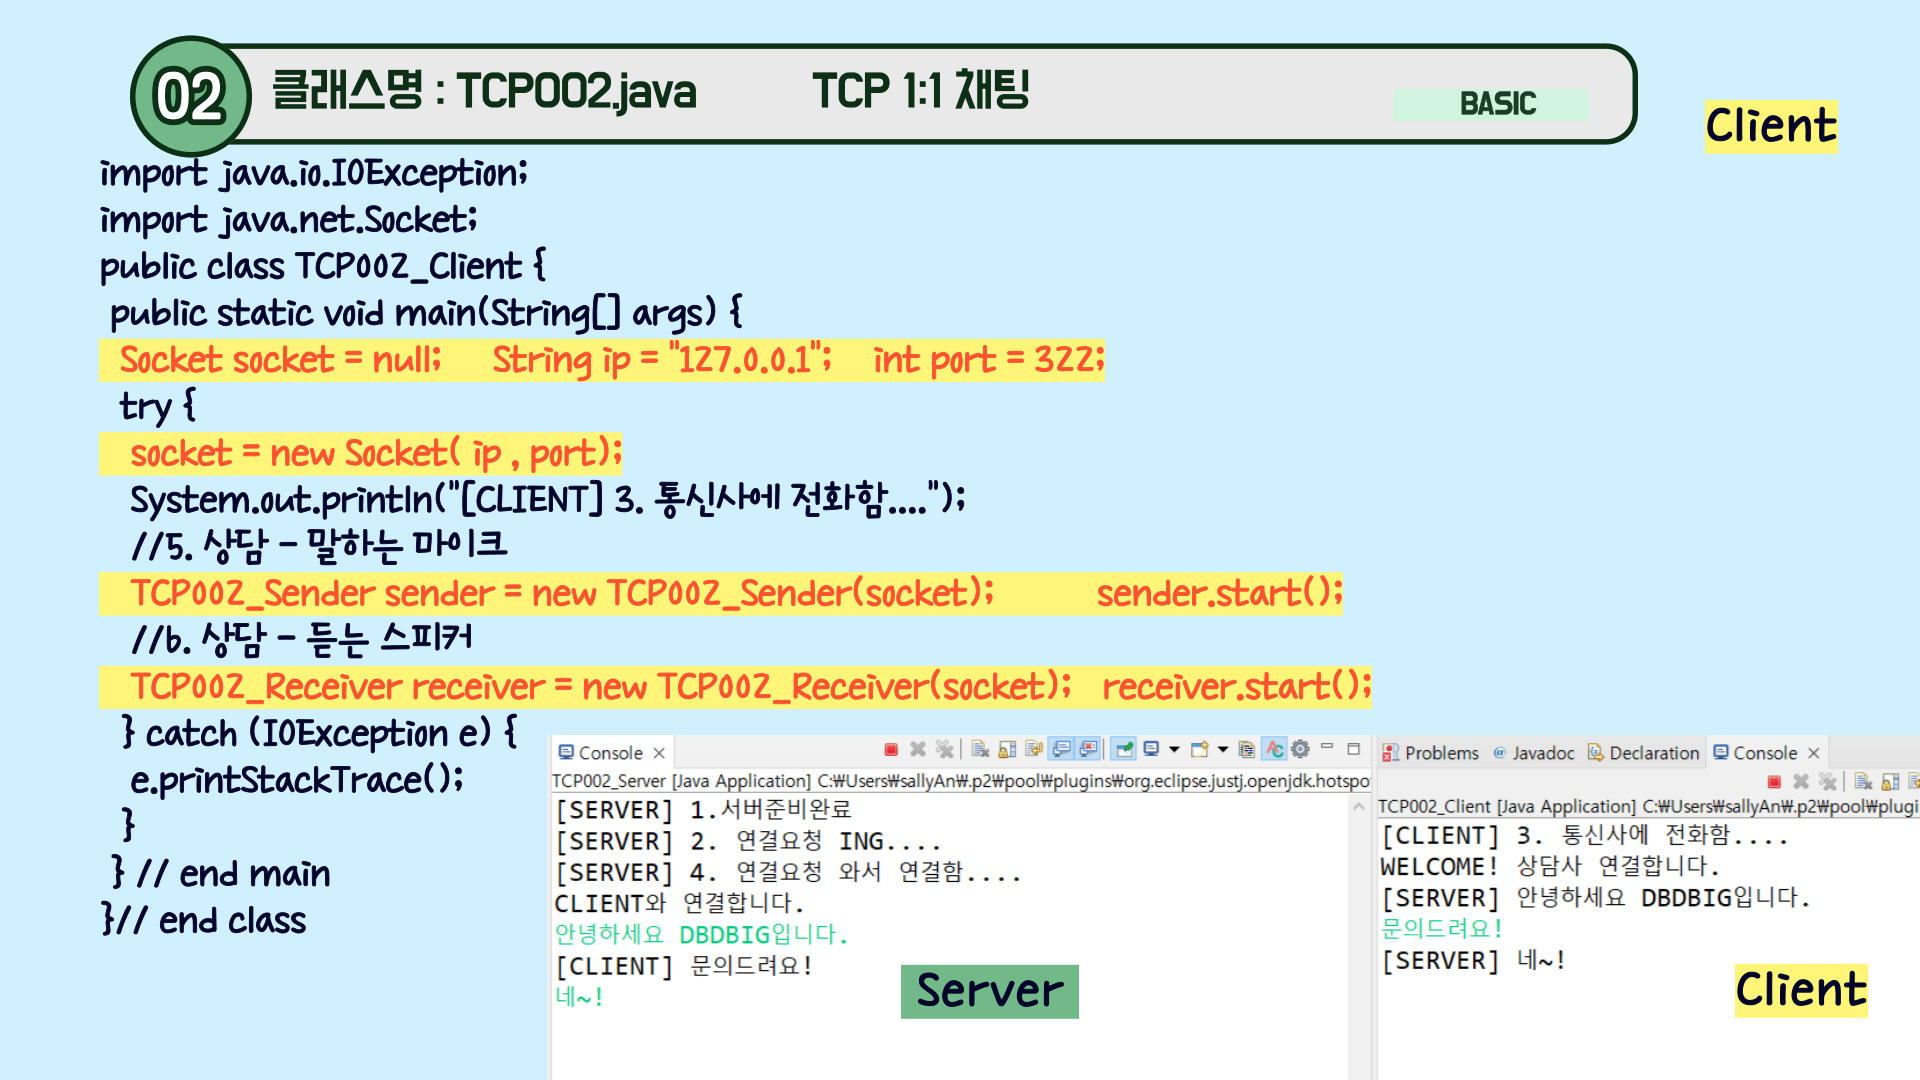 02 클래스명 : TCP002.java TCP 1:1 채팅 BASIC
Client
import java.io.IOException;
import java.net.Socket;
public class TCP002_Client {
public static void main(String[] args) {
Socket socket = null; String ip = "127.0.0.1"; int port = 322;
try {
socket = new Socket( ip , port);
System.out.println("[CLIENT] 3. 통신사에 전화함....");
//5. 상담 - 말하는 마이크
TCP002_Sender sender = new TCP002_Sender(socket); sender.start();
//6. 상담 - 듣는 스피커
TCP002_Receiver receiver = new TCP002_Receiver(socket); receiver.start();
} catch (IOException e) {
e.printStackTrace();
}
} // end main
}// end class
Console
TCP002_Server [Java Application] C:₩Users₩sallyAn₩.p2₩pool₩plugins₩org.eclipse.justj.openjdk.hotspo
[SERVER] 1.서버준비완료
[SERVER] 2. 연결요청 ING....
[SERVER] 4. 연결요청 와서 연결함....
CLIENT와 연결합니다.
안녕하세요 DBDBIG입니다.
[CLIENT] 문의드려요!
네~!
Server
Problems @ Javadoc Declaration Console
TCP002_Client [Java Application] C:₩Users₩sallyAn₩.p2₩pool₩plugi
[CLIENT] 3. 통신사에 전화함....
WELCOME! 상담사 연결합니다.
[SERVER] 안녕하세요 DBDBIG입니다.
문의드려요!
[SERVER] 네~!
Client